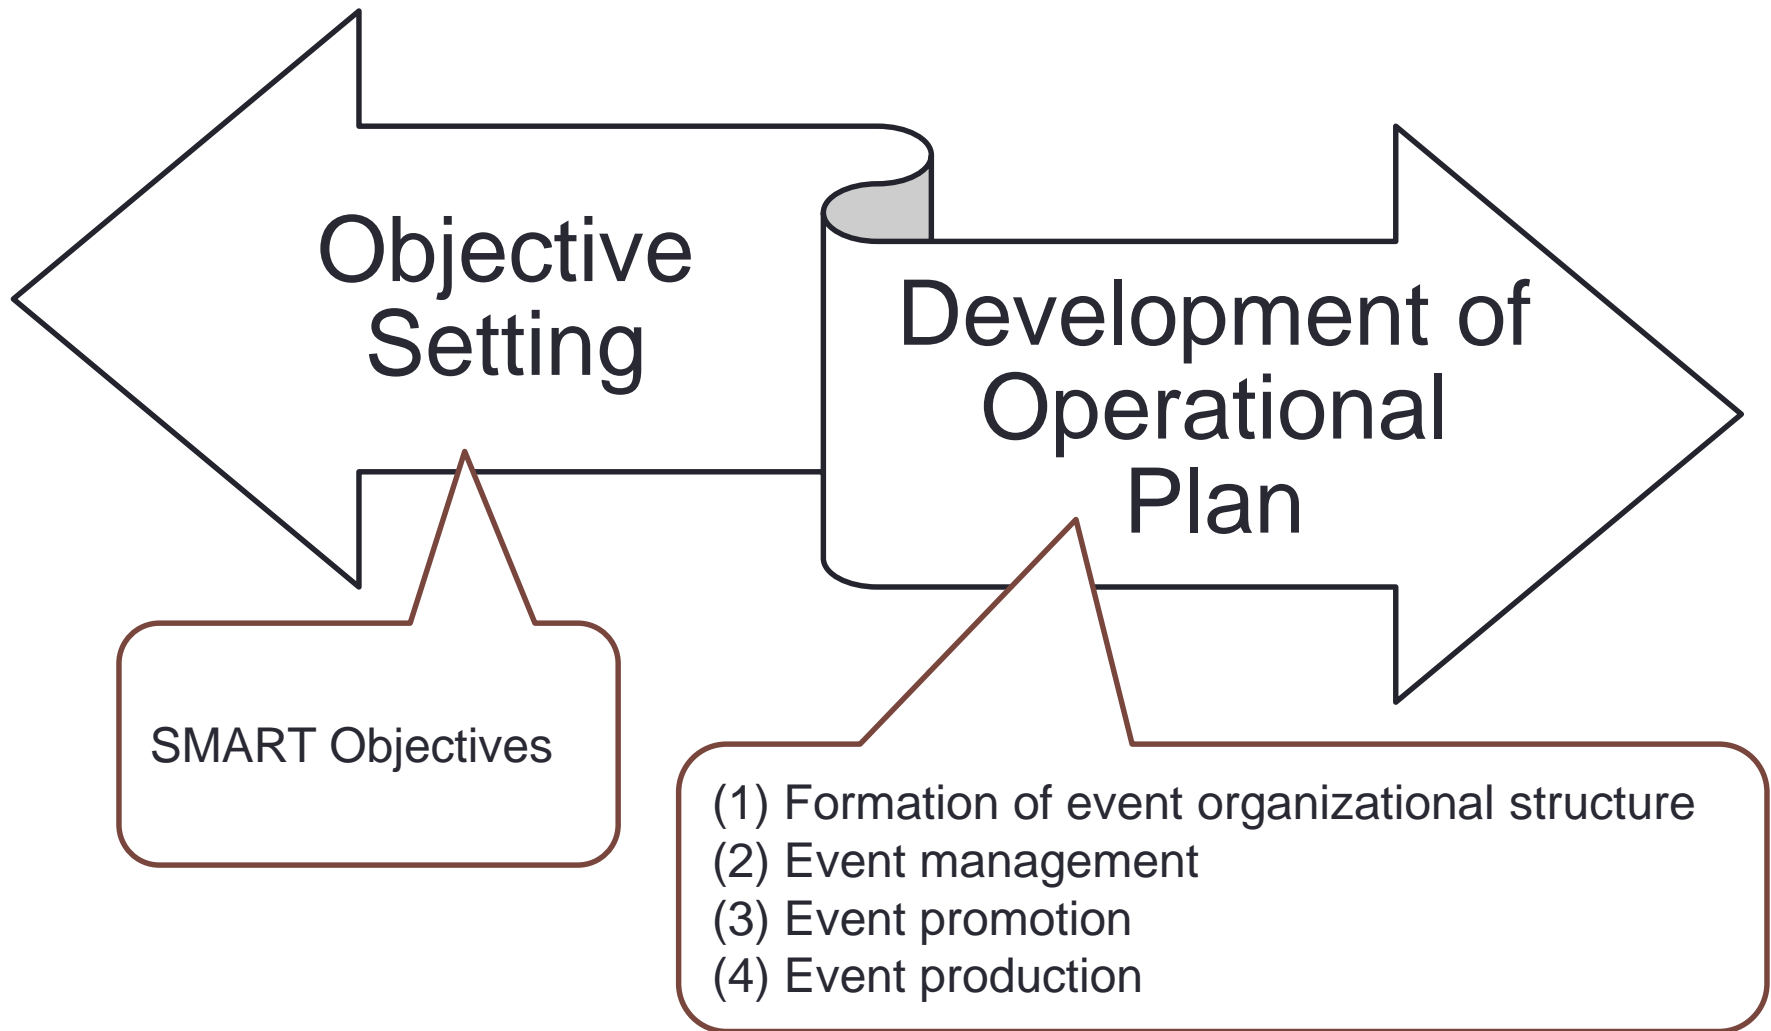 Objective
Setting
Development of
Operational
Plan
SMART Objectives
(1) Formation of event organizational structure
(2) Event management
(3) Event promotion
(4) Event production